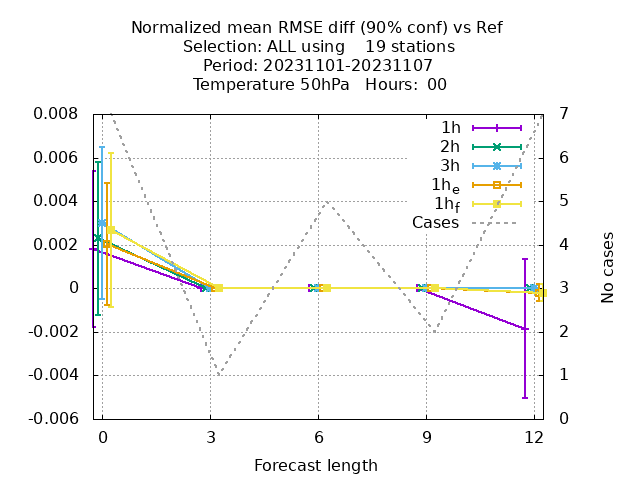 Normalized mean RMSE diff (90% conf) vs Ref
Selection: ALL using    19 stations
Period: 20231101-20231107
Temperature 50hPa   Hours:  00
0.008
0.006
0.004
0.002
0
-0.002
-0.004
-0.006
7
6
5
4
3
2
1
0
1h
2h
3h
1he
1hf
Cases
No cases
0
3
6
9
12
Forecast length